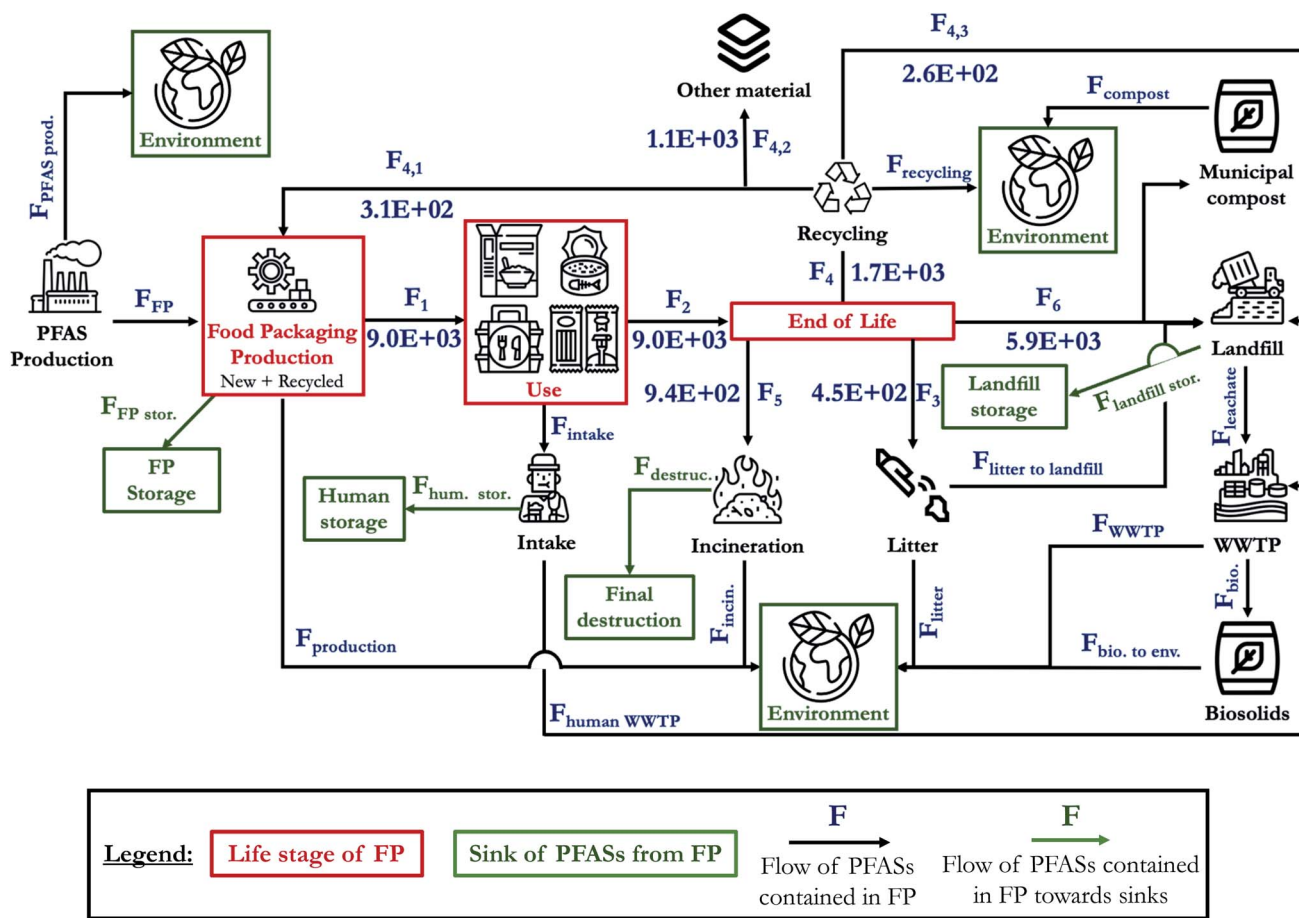 F4,3
2.6E+02
Other material
Fcompost
Environment
1.1E+03
F4,2
Municipal
compost
FPFAS prod.
F4,1
3.1E+02
Frecycling
Environment
Recycling
F4
1.7E+03
PFAS
Production
FFP
Food Packaging
Production
New + Recycled
F1
9.0E+03
Use
F2
9.0E+03
End of Life
F6
5.9E+03
Landfill
FFP stor.
FP
Storage
Fintake
9.4E+02
F5
4.5E+02
F3
Landfill
storage
Flandfill stor.
Fleachate
Human
storage
Fhum. stor.
Intake
Fdestruc.
Incineration
Litter
Flitter to landfill
WWTP
FWWTP
Final
destruction
Fincin.
Flitter
Fbio.
Fproduction
Environment
Fbio. to env.
Biosolids
Fhuman WWTP
Legend:
Life stage of FP
Sink of PFASs from FP
F
Flow of PFASs
contained in FP
F
Flow of PFASs contained
in FP towards sinks